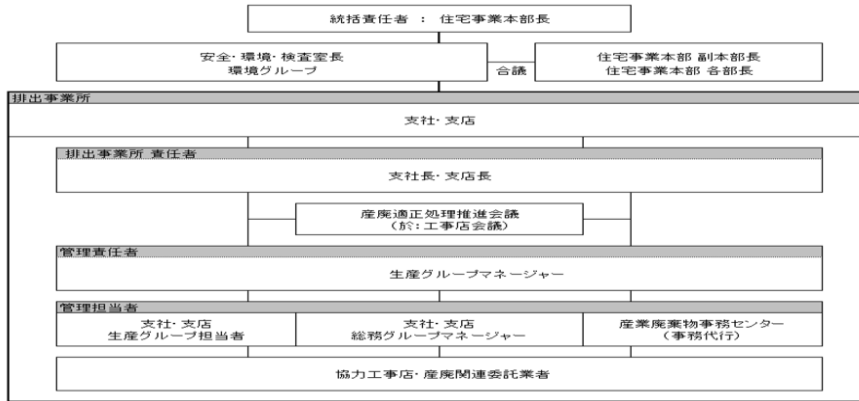 統括責任者 : 住宅事業本部長
安全・環境・検査室長
環境グループ
合議
住宅事業本部 副本部長
住宅事業本部 各部長
排出事業所
支社・支店
排出事業所 責任者
支社長・支店長
産廃適正処理推進会議
(於:工事店会議)
管理責任者
生産グループマネージャー
管理担当者
支社・支店
生産グループ担当者
支社・支店
総務グループマネージャー
産業廃棄物事務センター
(事務代行)
協力工事店・産廃関連委託業者